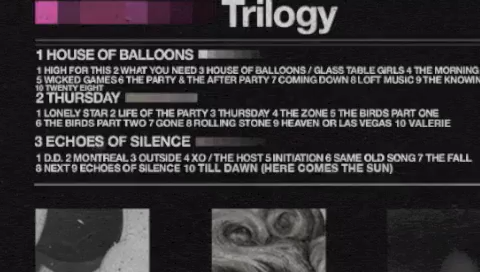 Trilogy
1 HOUSE OF BALLOONS
1 HIGH FOR THIS 2 WHAT YOU NEED 3 HOUSE OF BALLOONS / GLASS TABLE GIRLS 4 THE MORNING
5 WICKED GAMES 6 THE PARTY & THE AFTER PARTY 7 COMING DOWN 8 LOFT MUSIC 9 THE KNOWIN
10 TWENTY EIGHT
2 THURSDAY
1 LONELY STAR 2 LIFE OF THE PARTY 3 THURSDAY 4 THE ZONE 5 THE BIRDS PART ONE
6 THE BIRDS PART TWO 7 GONE 8 ROLLING STONE 9 HEAVEN OR LAS VEGAS 10 VALERIE
3 ECHOES OF SILENCE
1 D.D. 2 MONTREAL 3 OUTSIDE 4 XO / THE HOST 5 INITIATION 6 SAME OLD SONG 7 THE FALL
8 NEXT 9 ECHOES OF SILENCE 10 TILL DAWN (HERE COMES THE SUN)